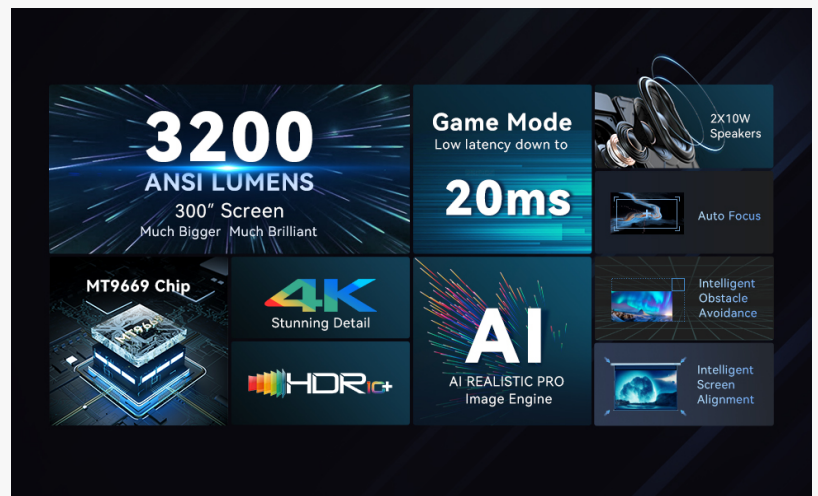 3200
ANSI LUMENS
300” Screen
Much Bigger Much Brilliant
Game Mode
Low latency down to
20ms
2X10W
Speakers
Auto Focus
MT9669 Chip
MT9669
4K
Stunning Detail
HDR10+
AI
AI REALISTIC PRO
Image Engine
Intelligent
Obstacle
Avoidance
Intelligent
Screen
Alignment